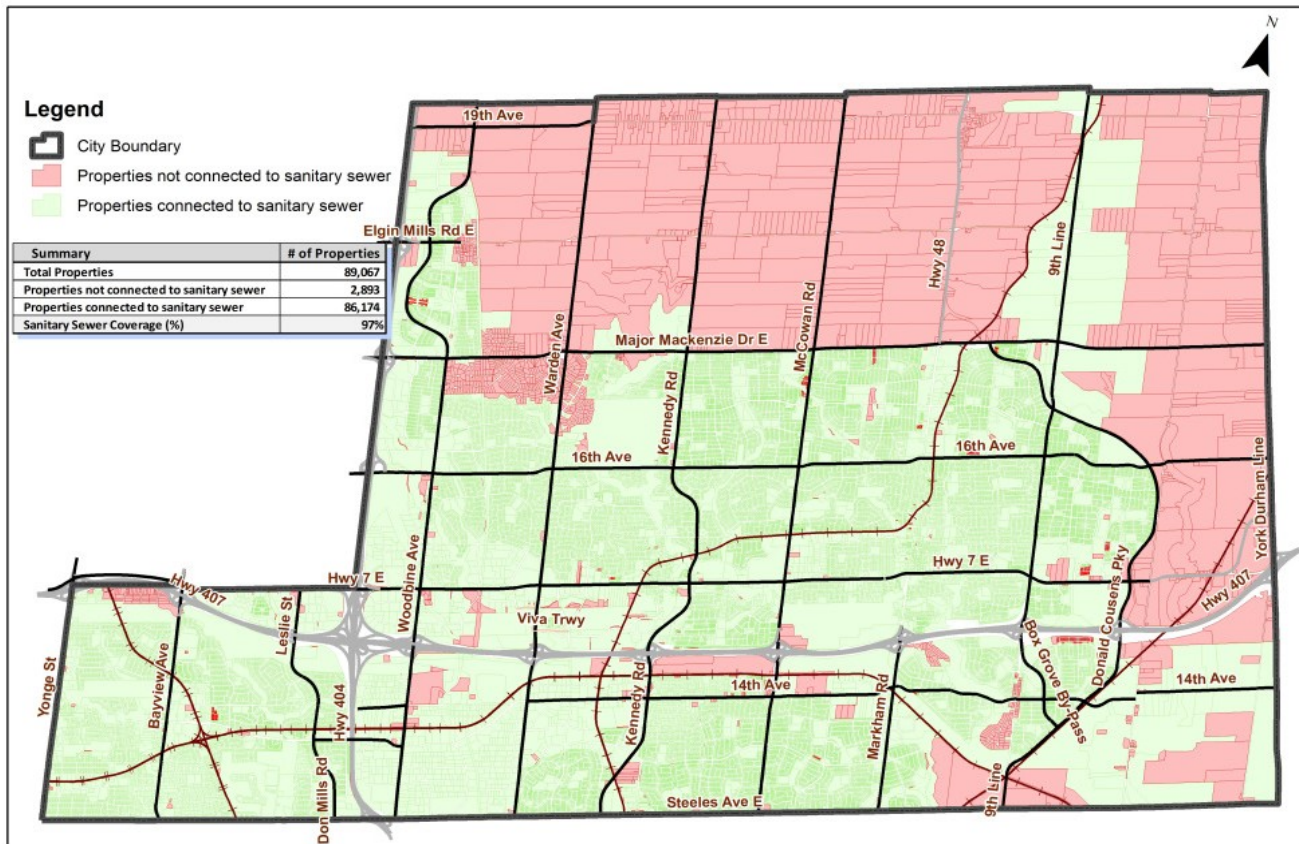 N
Legend
City Boundary
Properties not connected to sanitary sewer
Properties connected to sanitary sewer
Summary # of Properties
Total Properties 89,067
Properties not connected to sanitary sewer 2,893
Properties connected to sanitary sewer 86,174
Sanitary Sewer Coverage (%) 97%
19th Ave
Elgin Mills Rd E
Hwy 48
9th Line
Major Mackenzie Dr E
Warden Ave
McCowan Rd
Kennedy Rd
16th Ave
York Durham Line
Hwy 7 E
Hwy 7 E
Hwy 407
Hwy 407
Woodbine Ave
Leslie St
Viva Trwy
Donald Cousens Pky
Box Grove By-Pass
Yonge St
Bayview Ave
Hwy 404
Kennedy Rd
14th Ave
14th Ave
Markham Rd
Don Mills Rd
Steeles Ave E
9th Line